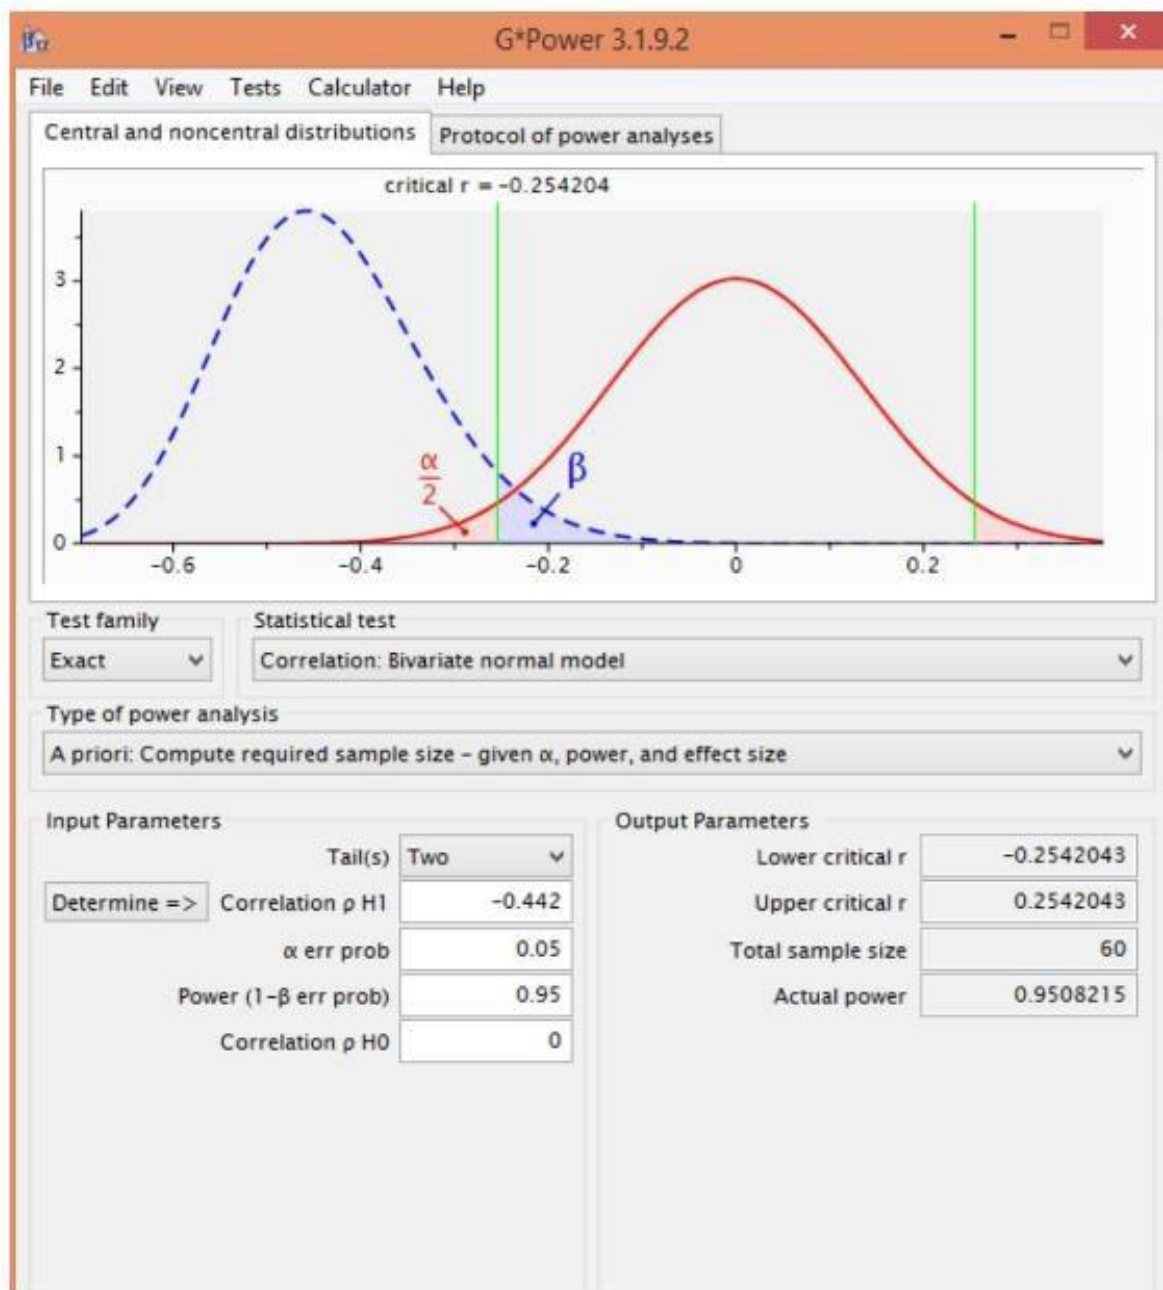 G*Power 3.1.9.2
File Edit View Tests Calculator Help
Central and noncentral distributions Protocol of power analyses
critical r = -0.254204
3
2
1
0
α
2
β
-0.6 -0.4 -0.2 0 0.2
Test family Statistical test
Exact Correlation: Bivariate normal model
Type of power analysis
A priori: Compute required sample size – given α, power, and effect size
Input Parameters Output Parameters
Tail(s) Two Lower critical r -0.2542043
Determine => Correlation ρ H1 -0.442 Upper critical r 0.2542043
α err prob 0.05 Total sample size 60
Power (1-β err prob) 0.95 Actual power 0.9508215
Correlation ρ H0 0